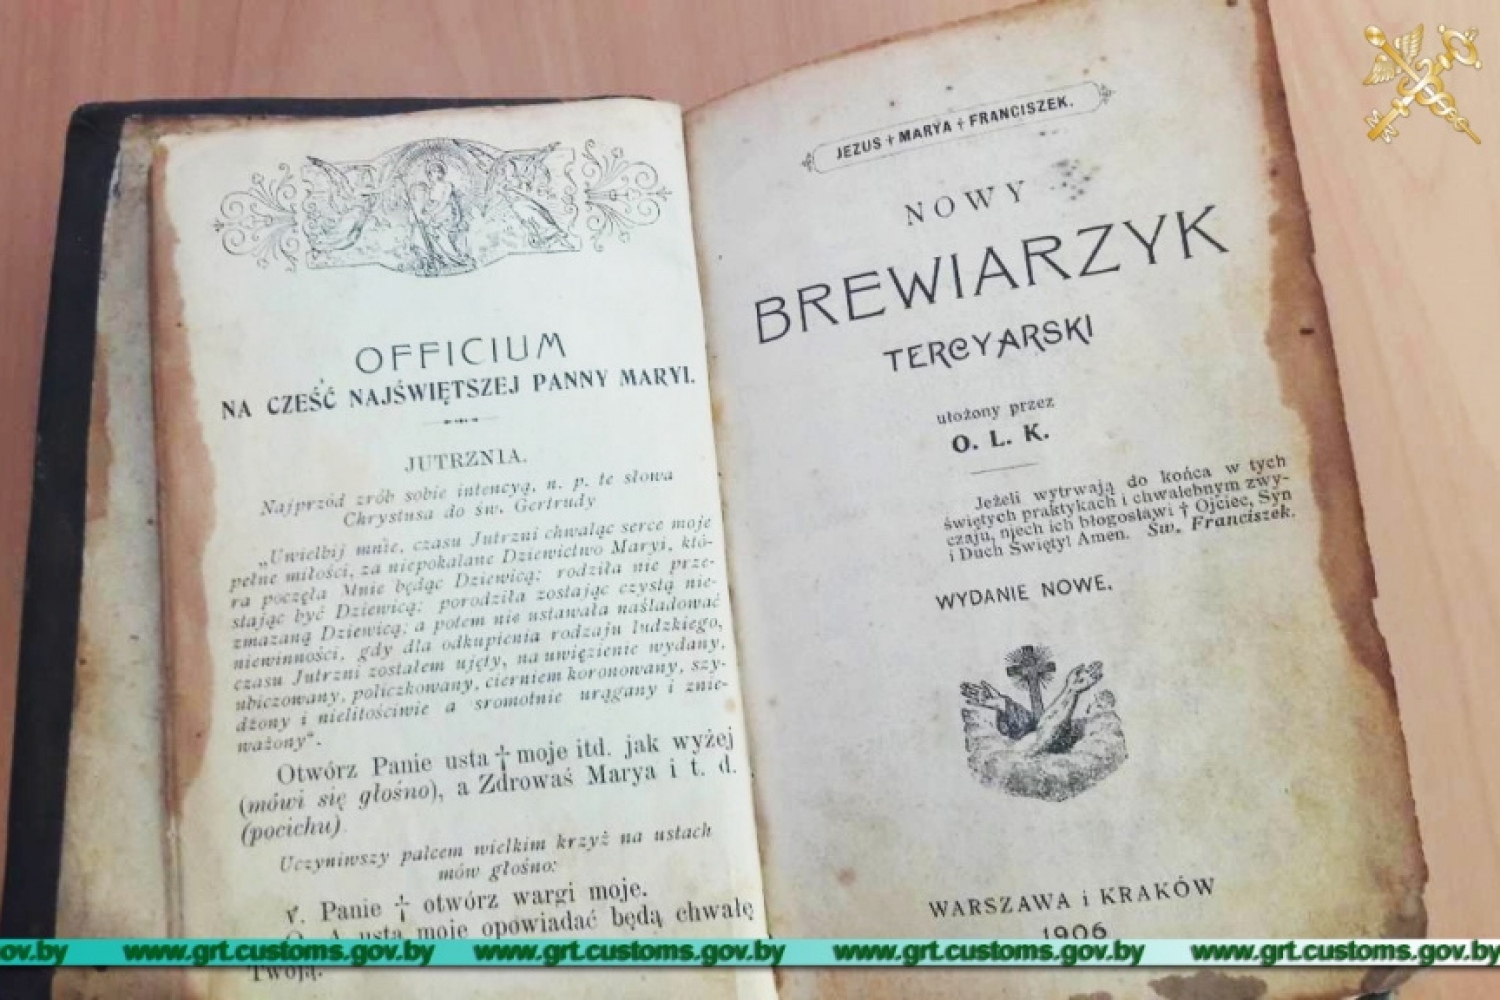 OFFICIUM
NA CZEŚĆ NAJŚWIĘTSZEJ PANNY MARYI.
JUTRZNIA.
Najprzód zrób sobie intencyą, n. p. te słowa
Chrystusa do św. Gertrudy
„Uwielbij mnie, czasu Jutrzni chwaląc serce moje
pełne miłości, za niepokalane Dziewictwo Maryi, któ-
ra poczęła Mnie będąc Dziewicą; rodziła nie prze-
stając być Dziewicą; porodziła zostając czystą nie-
zmazaną Dziewicą; a potem nie ustawała naśladować
niewinności, gdy dla odkupienia rodzaju ludzkiego,
czasu Jutrzni zostałem ujęty, na uwięzienie wydany,
ubiczowany, policzkowany, cierniem koronowany, szy-
dzony i nielitościwie a sromotnie urągany i znie-
ważony“.
Otwórz Panie usta † moje itd. jak wyżej
(mówi się głośno), a Zdrowaś Marya i t. d.
(pocichu)
Uczyniwszy palcem wielkim krzyż na ustach
mów głośno:
℣. Panie † otwórz wargi moje.
A usta moje opowiadać będą chwałę
Twoją.
JEZUS † MARYA † FRANCISZEK.
NOWY
BREWIARZYK
TERCYARSKI
ułożony przez
O. L. K.
Jeżeli wytrwają do końca w tych
świętych praktykach i chwalebnym zwy-
czaju, niech ich błogosławi † Ojciec, Syn
i Duch Święty! Amen. Św. Franciszek.
WYDANIE NOWE.
WARSZAWA i KRAKÓW
1906
ov.by www.grt.customs.gov.by www.grt.customs.gov.by www.grt.customs.gov.by www.grt.customs.gov.by